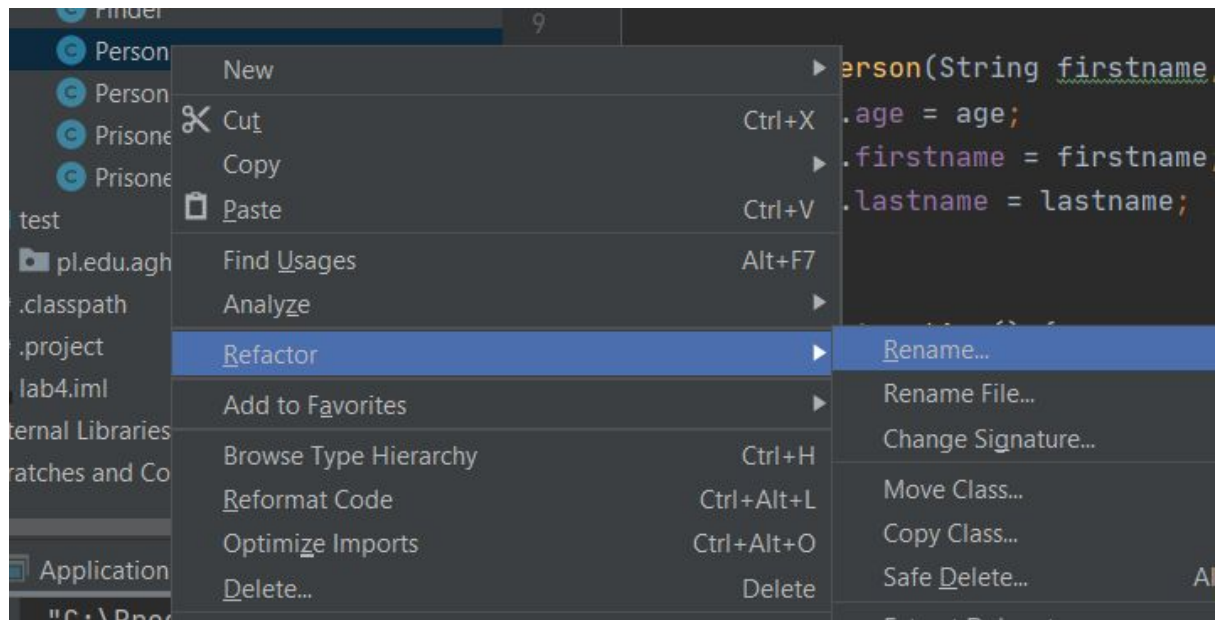 Finder
9
Person
Person
Prisone
Prisone
test
pl.edu.agh
.classpath
.project
lab4.iml
ternal Libraries
ratches and Co
Application
New
Cut Ctrl+X
Copy
Paste Ctrl+V
Find Usages Alt+F7
Analyze
Refactor
Add to Favorites
Browse Type Hierarchy Ctrl+H
Reformat Code Ctrl+Alt+L
Optimize Imports Ctrl+Alt+O
Delete... Delete
erson(String firstname,
.age = age;
.firstname = firstname;
.lastname = lastname;
Rename...
Rename File...
Change Signature...
Move Class...
Copy Class...
Safe Delete... Al